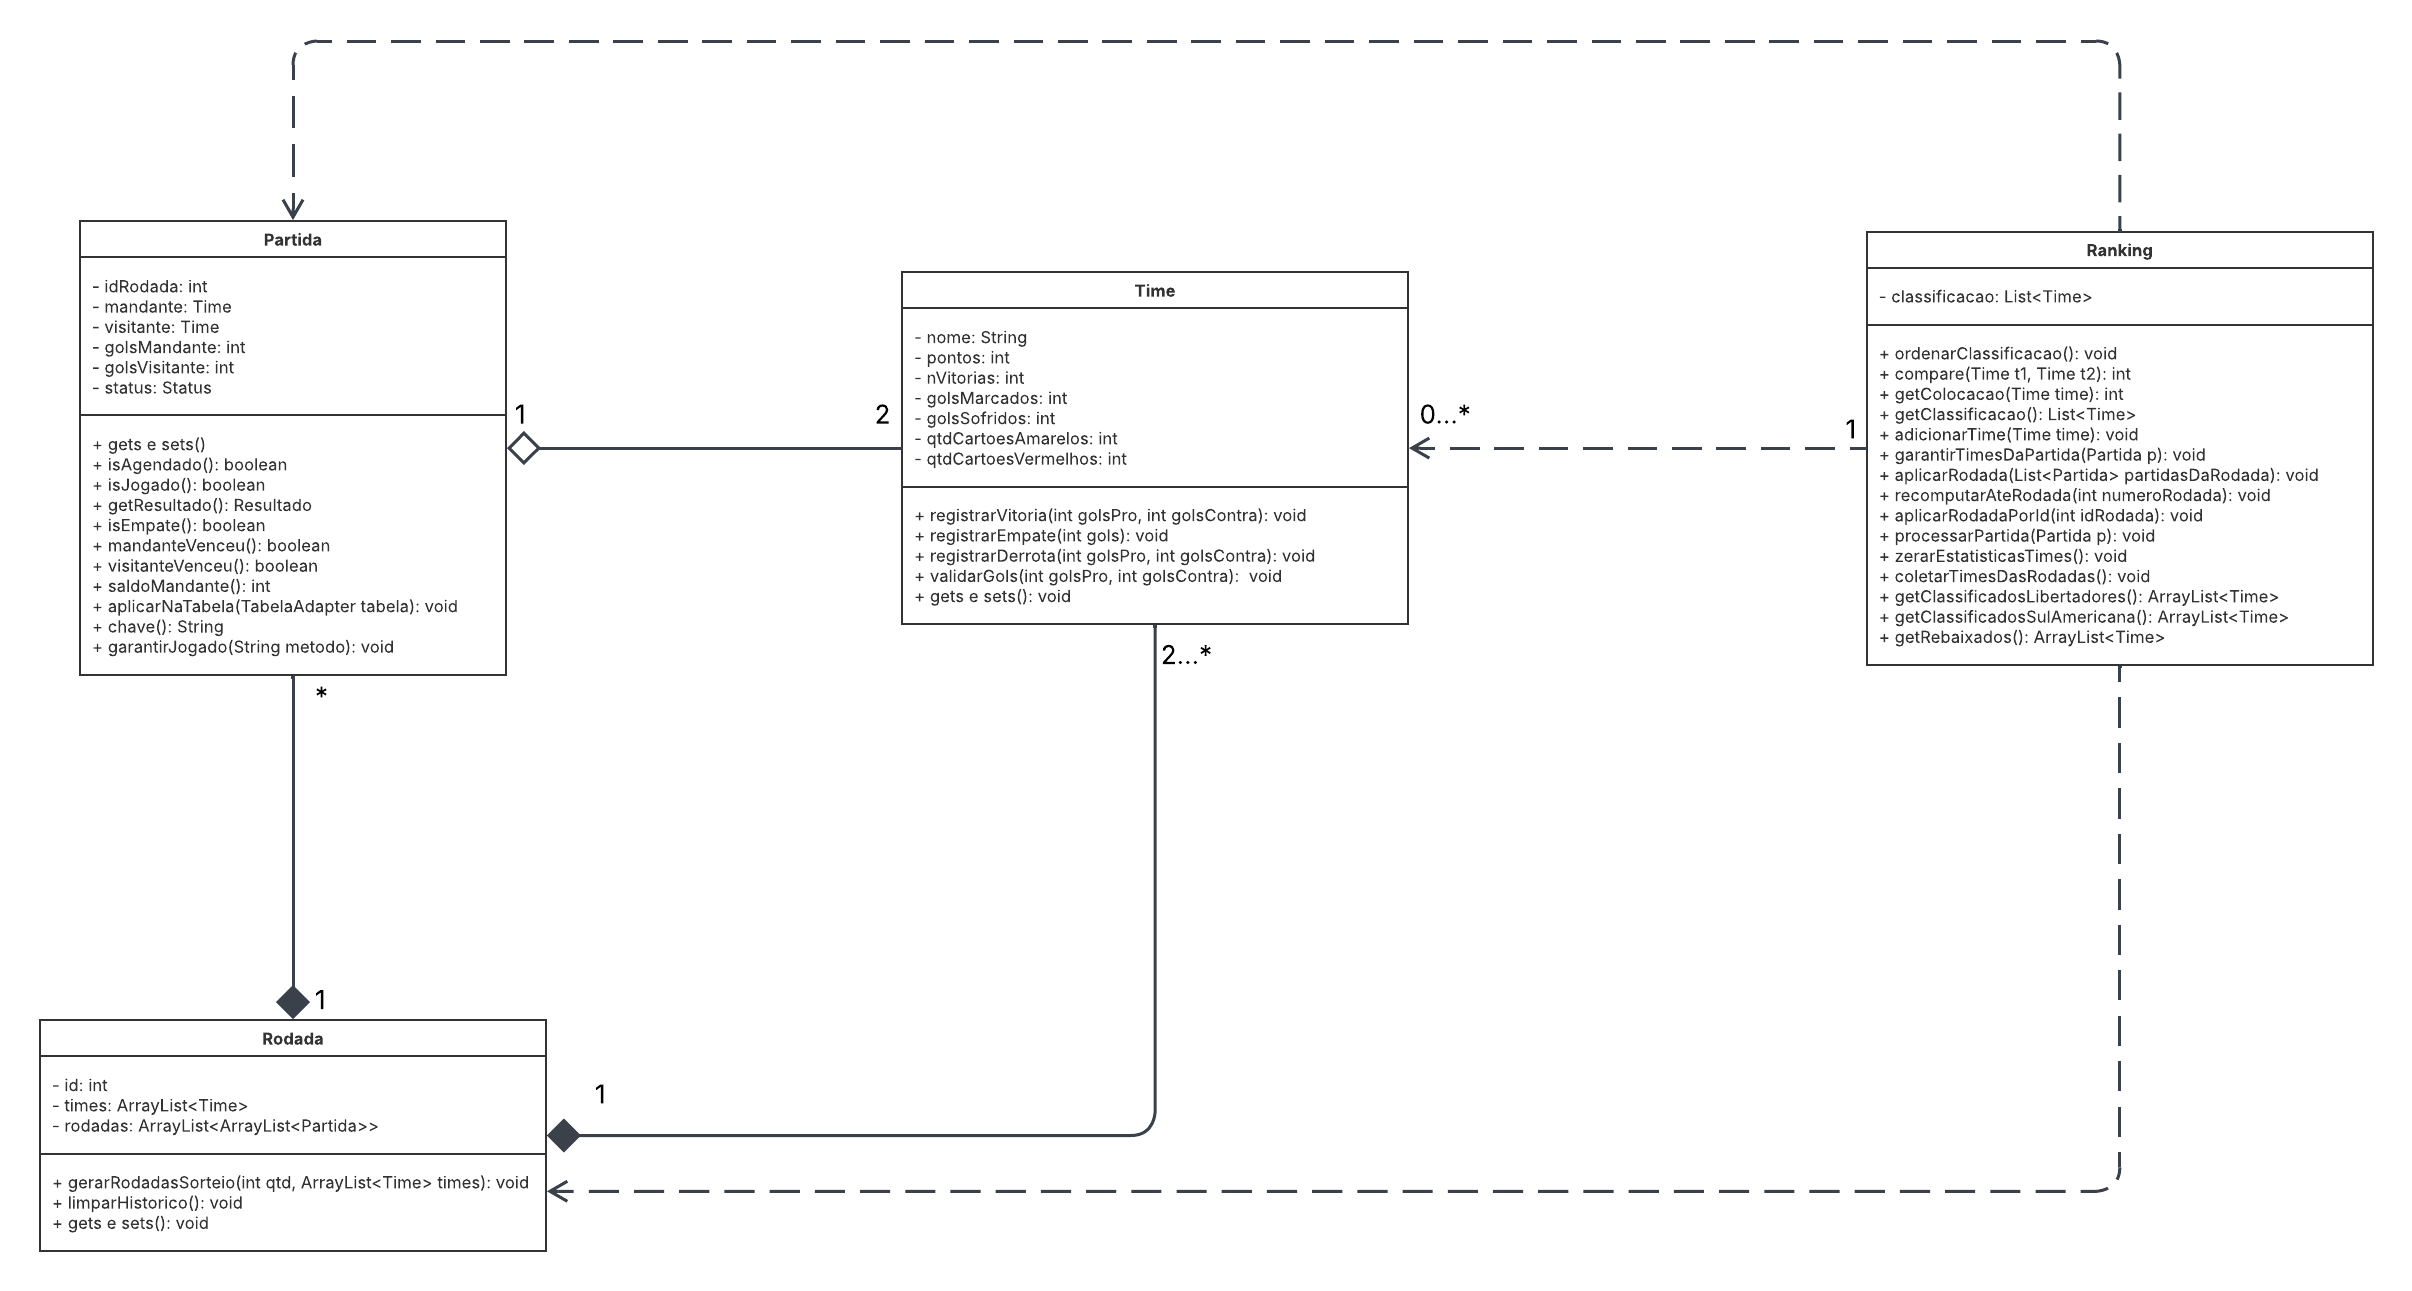 Partida
- idRodada: int
- mandante: Time
- visitante: Time
- golsMandante: int
- golsVisitante: int
- status: Status
+ gets e sets()
+ isAgendado(): boolean
+ isJogado(): boolean
+ getResultado(): Resultado
+ isEmpate(): boolean
+ mandanteVenceu(): boolean
+ visitanteVenceu(): boolean
+ saldoMandante(): int
+ aplicarNaTabela(TabelaAdapter tabela): void
+ chave(): String
+ garantirJogado(String metodo): void
1
2
Time
- nome: String
- pontos: int
- nVitorias: int
- golsMarcados: int
- golsSofridos: int
- qtdCartoesAmarelos: int
- qtdCartoesVermelhos: int
+ registrarVitoria(int golsPro, int golsContra): void
+ registrarEmpate(int gols): void
+ registrarDerrota(int golsPro, int golsContra): void
+ validarGols(int golsPro, int golsContra):  void
+ gets e sets(): void
0...*
1
Ranking
- classificacao: List<Time>
+ ordenarClassificacao(): void
+ compare(Time t1, Time t2): int
+ getColocacao(Time time): int
+ getClassificacao(): List<Time>
+ adicionarTime(Time time): void
+ garantirTimesDaPartida(Partida p): void
+ aplicarRodada(List<Partida> partidasDaRodada): void
+ recomputarAteRodada(int numeroRodada): void
+ aplicarRodadaPorId(int idRodada): void
+ processarPartida(Partida p): void
+ zerarEstatisticasTimes(): void
+ coletarTimesDasRodadas(): void
+ getClassificadosLibertadores(): ArrayList<Time>
+ getClassificadosSulAmericana(): ArrayList<Time>
+ getRebaixados(): ArrayList<Time>
2...*
*
1
Rodada
- id: int
- times: ArrayList<Time>
- rodadas: ArrayList<ArrayList<Partida>>
+ gerarRodadasSorteio(int qtd, ArrayList<Time> times): void
+ limparHistorico(): void
+ gets e sets(): void
1